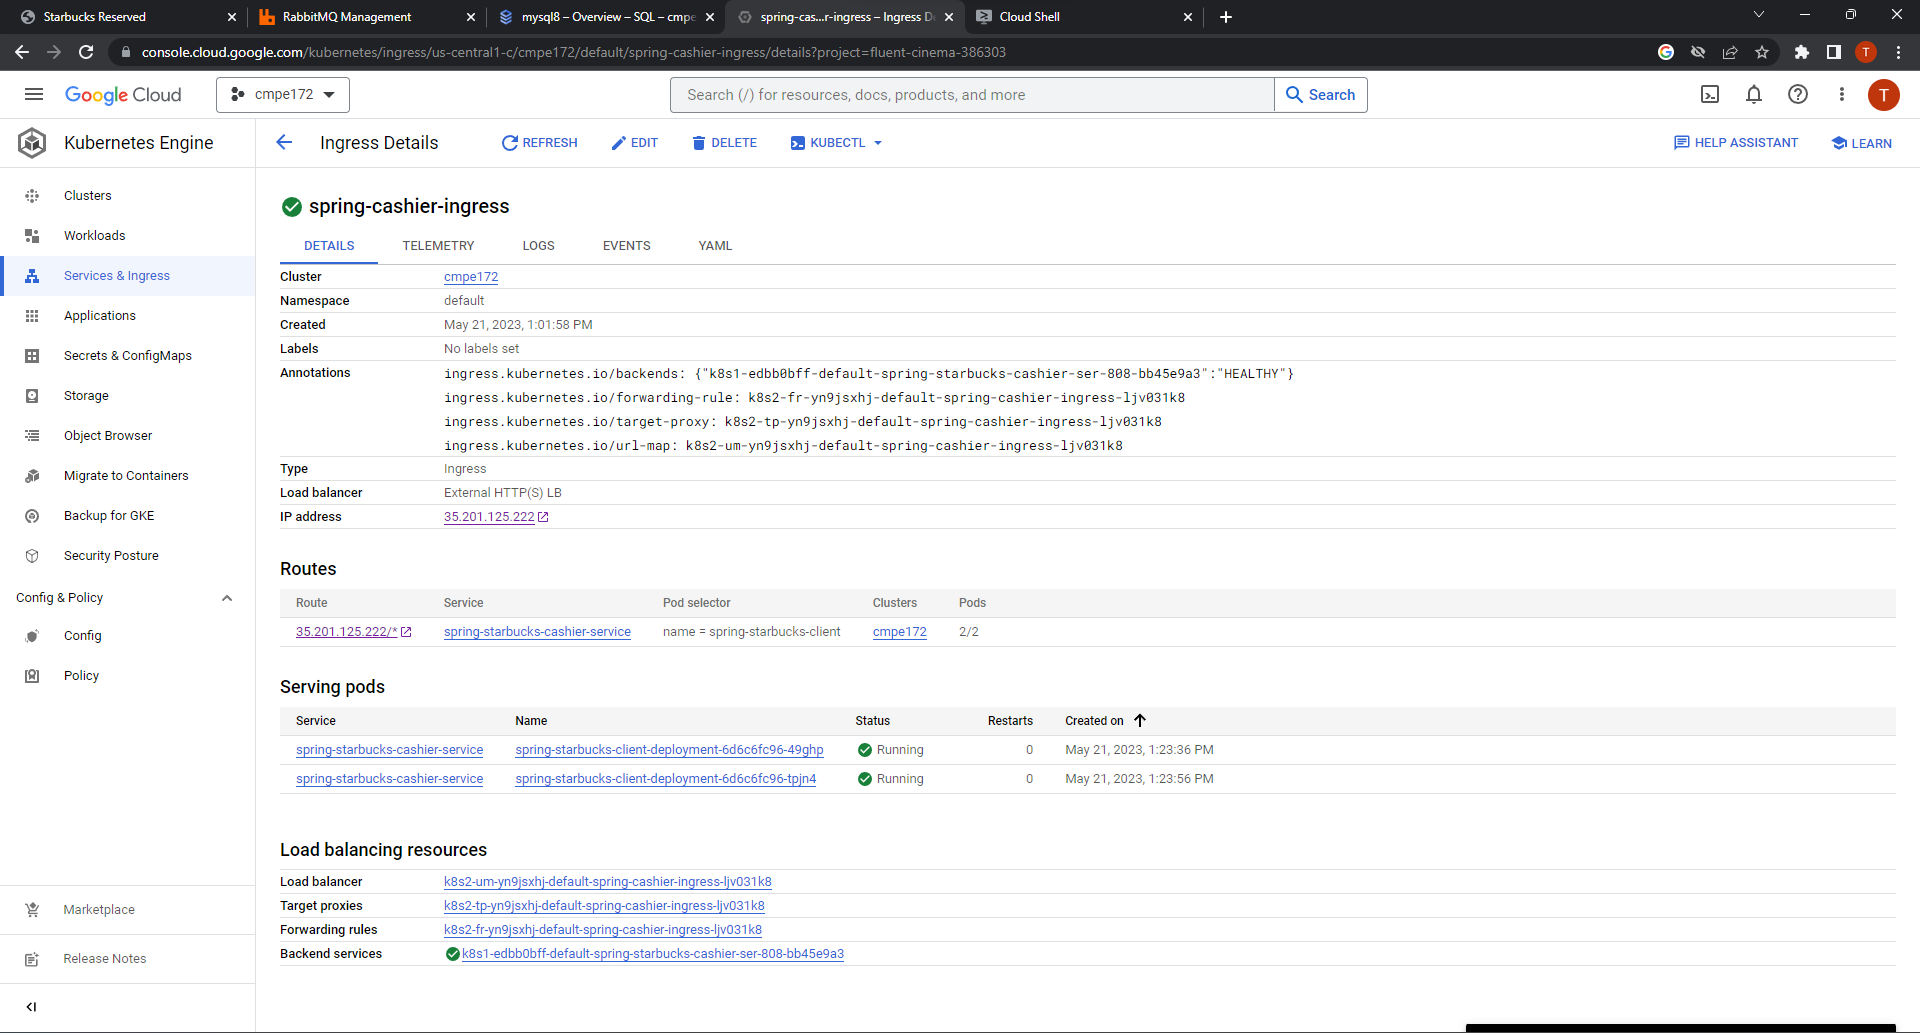 Starbucks Reserved
RabbitMQ Management
mysql8 – Overview – SQL – cmpe
spring-cas...r-ingress – Ingress D
Cloud Shell
console.cloud.google.com/kubernetes/ingress/us-central1-c/cmpe172/default/spring-cashier-ingress/details?project=fluent-cinema-386303
T
Google Cloud
cmpe172
Search (/) for resources, docs, products, and more
Search
T
Kubernetes Engine
Ingress Details
REFRESH
EDIT
DELETE
KUBECTL
HELP ASSISTANT
LEARN
Clusters
Workloads
Services & Ingress
Applications
Secrets & ConfigMaps
Storage
Object Browser
Migrate to Containers
Backup for GKE
Security Posture
Config & Policy
Config
Policy
Marketplace
Release Notes
spring-cashier-ingress
DETAILS
TELEMETRY
LOGS
EVENTS
YAML
Cluster cmpe172
Namespace default
Created May 21, 2023, 1:01:58 PM
Labels No labels set
Annotations ingress.kubernetes.io/backends: {"k8s1-edbb0bff-default-spring-starbucks-cashier-ser-808-bb45e9a3":"HEALTHY"}
ingress.kubernetes.io/forwarding-rule: k8s2-fr-yn9jsxhj-default-spring-cashier-ingress-ljv031k8
ingress.kubernetes.io/target-proxy: k8s2-tp-yn9jsxhj-default-spring-cashier-ingress-ljv031k8
ingress.kubernetes.io/url-map: k8s2-um-yn9jsxhj-default-spring-cashier-ingress-ljv031k8
Type Ingress
Load balancer External HTTP(S) LB
IP address 35.201.125.222
Routes
Route Service Pod selector Clusters Pods
35.201.125.222/* spring-starbucks-cashier-service name = spring-starbucks-client cmpe172 2/2
Serving pods
Service Name Status Restarts Created on
spring-starbucks-cashier-service spring-starbucks-client-deployment-6d6c6fc96-49ghp Running 0 May 21, 2023, 1:23:36 PM
spring-starbucks-cashier-service spring-starbucks-client-deployment-6d6c6fc96-tpjn4 Running 0 May 21, 2023, 1:23:56 PM
Load balancing resources
Load balancer k8s2-um-yn9jsxhj-default-spring-cashier-ingress-ljv031k8
Target proxies k8s2-tp-yn9jsxhj-default-spring-cashier-ingress-ljv031k8
Forwarding rules k8s2-fr-yn9jsxhj-default-spring-cashier-ingress-ljv031k8
Backend services k8s1-edbb0bff-default-spring-starbucks-cashier-ser-808-bb45e9a3